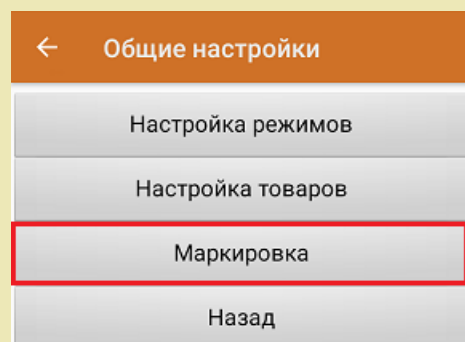 Общие настройки
Настройка режимов
Настройка товаров
Маркировка
Назад